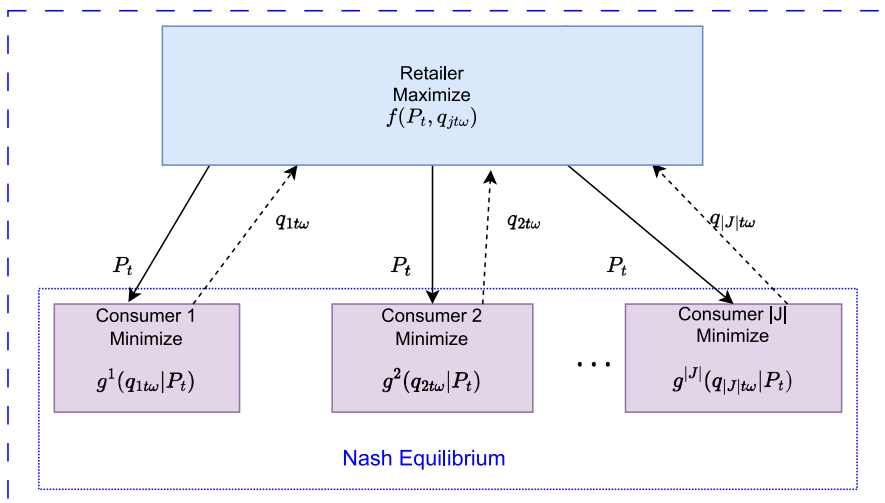 Retailer
Maximize
f(P_t, q_{jtω})
q_{1tω}
q_{2tω}
q_{|J|tω}
P_t
P_t
P_t
Consumer 1
Minimize
g^1(q_{1tω}|P_t)
Consumer 2
Minimize
g^2(q_{2tω}|P_t)
...
Consumer |J|
Minimize
g^{|J|}(q_{|J|tω}|P_t)
Nash Equilibrium